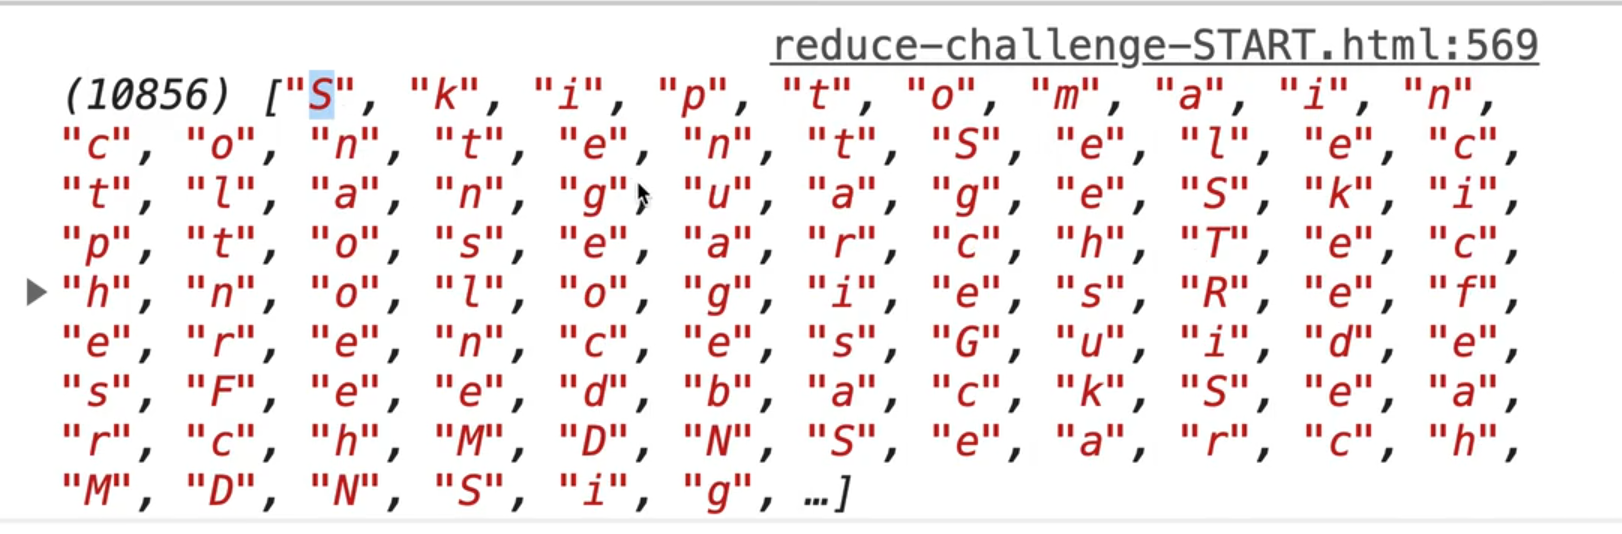 reduce-challenge-START.html:569
(10856) ["S", "k", "i", "p", "t", "o", "m", "a", "i", "n",
"c", "o", "n", "t", "e", "n", "t", "S", "e", "l", "e", "c",
"t", "l", "a", "n", "g", "u", "a", "g", "e", "S", "k", "i",
"p", "t", "o", "s", "e", "a", "r", "c", "h", "T", "e", "c",
"h", "n", "o", "l", "o", "g", "i", "e", "s", "R", "e", "f",
"e", "r", "e", "n", "c", "e", "s", "G", "u", "i", "d", "e",
"s", "F", "e", "e", "d", "b", "a", "c", "k", "S", "e", "a",
"r", "c", "h", "M", "D", "N", "S", "e", "a", "r", "c", "h",
"M", "D", "N", "S", "i", "g", …]